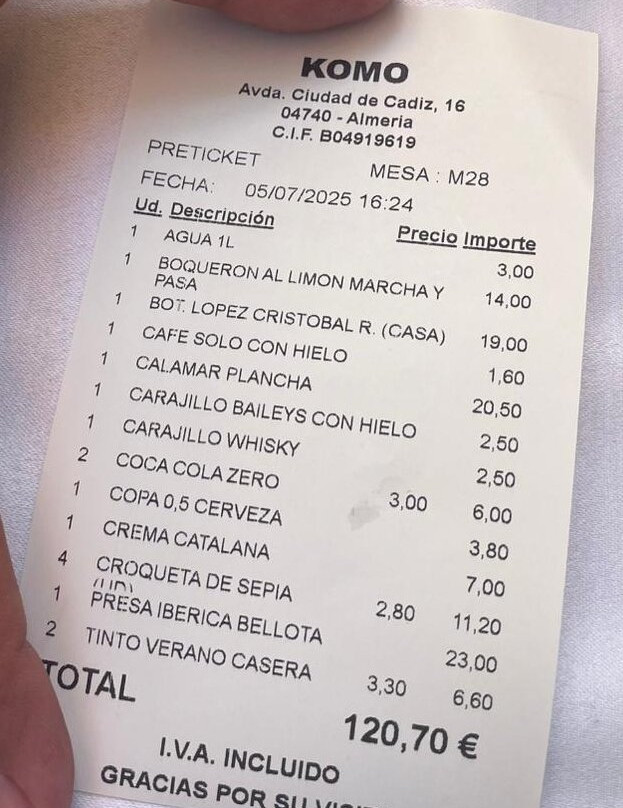 KOMO
Avda. Ciudad de Cadiz, 16
04740 - Almeria
C.I.F. B04919619
PRETICKET MESA : M28
FECHA: 05/07/2025 16:24
Ud. Descripción Precio Importe
1 AGUA 1L 3,00
1 BOQUERON AL LIMON MARCHA Y 14,00
PASA
1 BOT. LOPEZ CRISTOBAL R. (CASA) 19,00
1 CAFE SOLO CON HIELO 1,60
1 CALAMAR PLANCHA 20,50
1 CARAJILLO BAILEYS CON HIELO 2,50
1 CARAJILLO WHISKY 2,50
2 COCA COLA ZERO 3,00 6,00
1 COPA 0,5 CERVEZA 3,80
1 CREMA CATALANA 7,00
4 CROQUETA DE SEPIA 2,80 11,20
(UD)
1 PRESA IBERICA BELLOTA 23,00
2 TINTO VERANO CASERA 3,30 6,60
TOTAL 120,70 €
I.V.A. INCLUIDO
GRACIAS POR SU